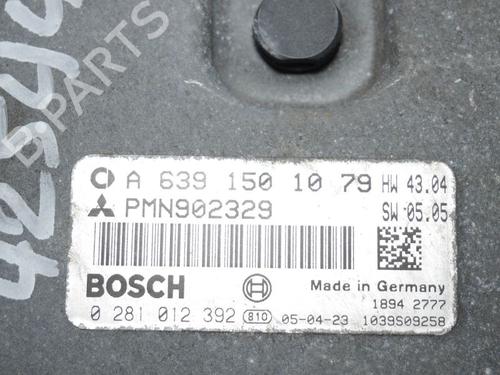 B-PARTS
A 639 150 10 79 HW 43.04
PMN902329 SW 05.05
BOSCH Made in Germany
1894 2777
0 281 012 392 810 05-04-23 1039S09258